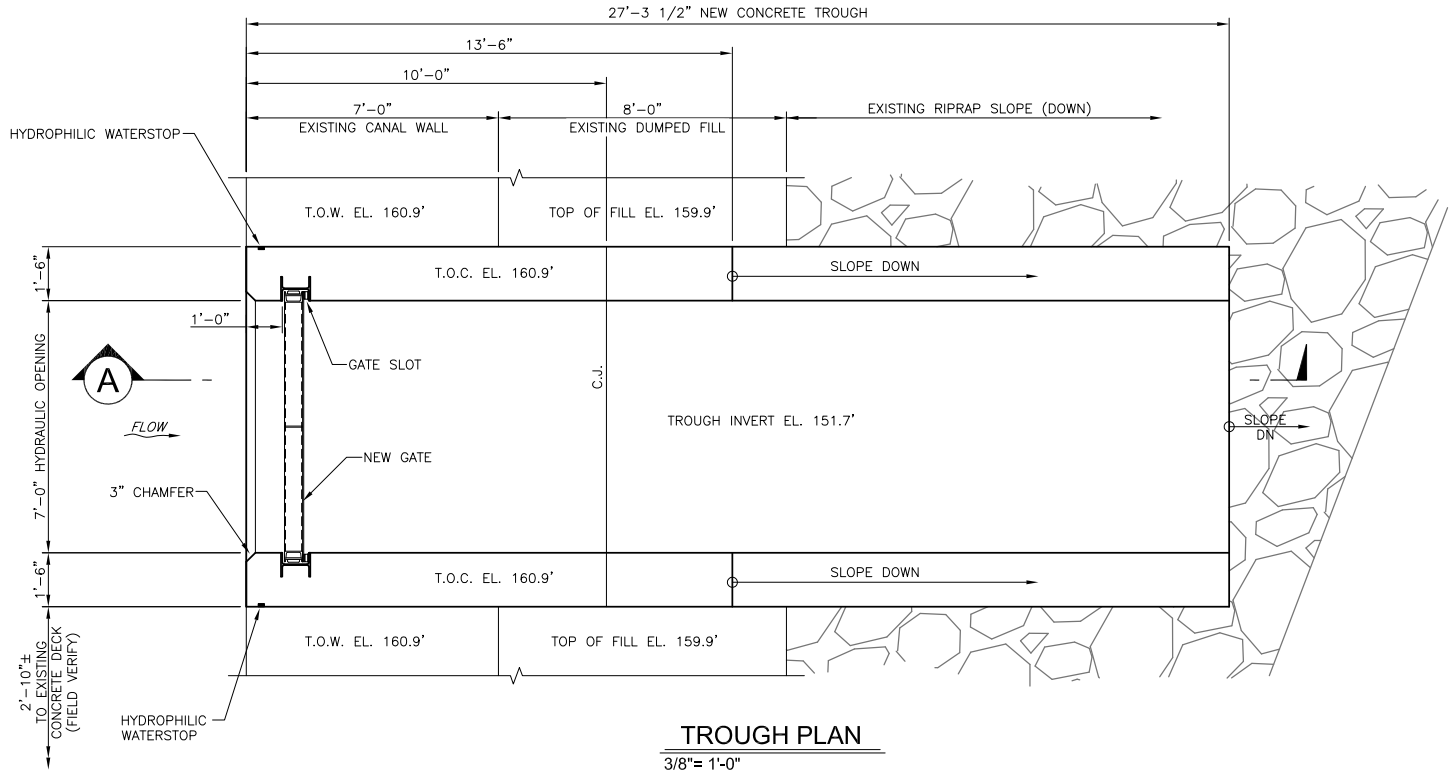 27'-3 1/2" NEW CONCRETE TROUGH
13'-6"
10'-0"
7'-0"
EXISTING CANAL WALL
8'-0"
EXISTING DUMPED FILL
EXISTING RIPRAP SLOPE (DOWN)
HYDROPHILIC WATERSTOP
T.O.W. EL. 160.9'
TOP OF FILL EL. 159.9'
1'-6"
T.O.C. EL. 160.9'
SLOPE DOWN
1'-0"
GATE SLOT
A
C.J.
7'-0" HYDRAULIC OPENING
TROUGH INVERT EL. 151.7'
SLOPE
DN
FLOW
NEW GATE
3" CHAMFER
1'-6"
T.O.C. EL. 160.9'
SLOPE DOWN
T.O.W. EL. 160.9'
TOP OF FILL EL. 159.9'
2'-10"±
TO EXISTING
CONCRETE DECK
(FIELD VERIFY)
HYDROPHILIC
WATERSTOP
TROUGH PLAN
3/8"= 1'-0"